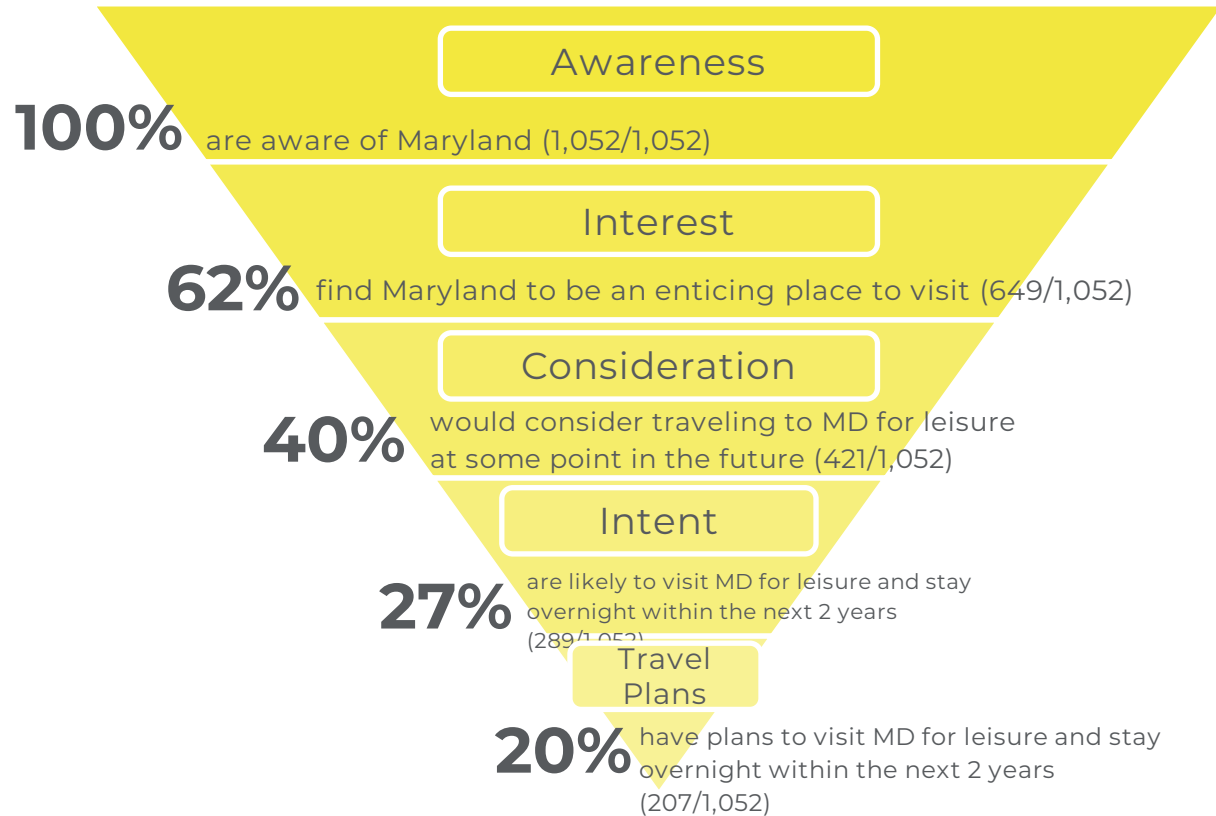 Awareness
100% are aware of Maryland (1,052/1,052)
Interest
62% find Maryland to be an enticing place to visit (649/1,052)
Consideration
40% would consider traveling to MD for leisure
at some point in the future (421/1,052)
Intent
27% are likely to visit MD for leisure and stay
overnight within the next 2 years
(289/1,052)
Travel
Plans
20% have plans to visit MD for leisure and stay
overnight within the next 2 years
(207/1,052)